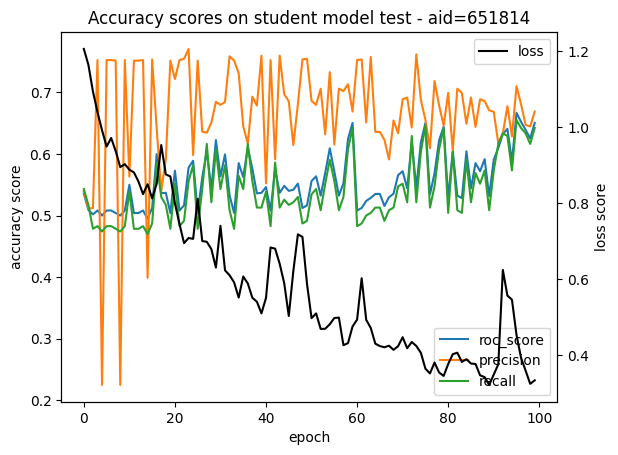 Accuracy scores on student model test - aid=651814
loss
1.2
0.7
1.0
0.6
accuracy score
0.5
0.8
loss score
0.4
0.6
0.3
roc_score
precision
0.4
recall
0.2
0
20
40
60
80
100
epoch